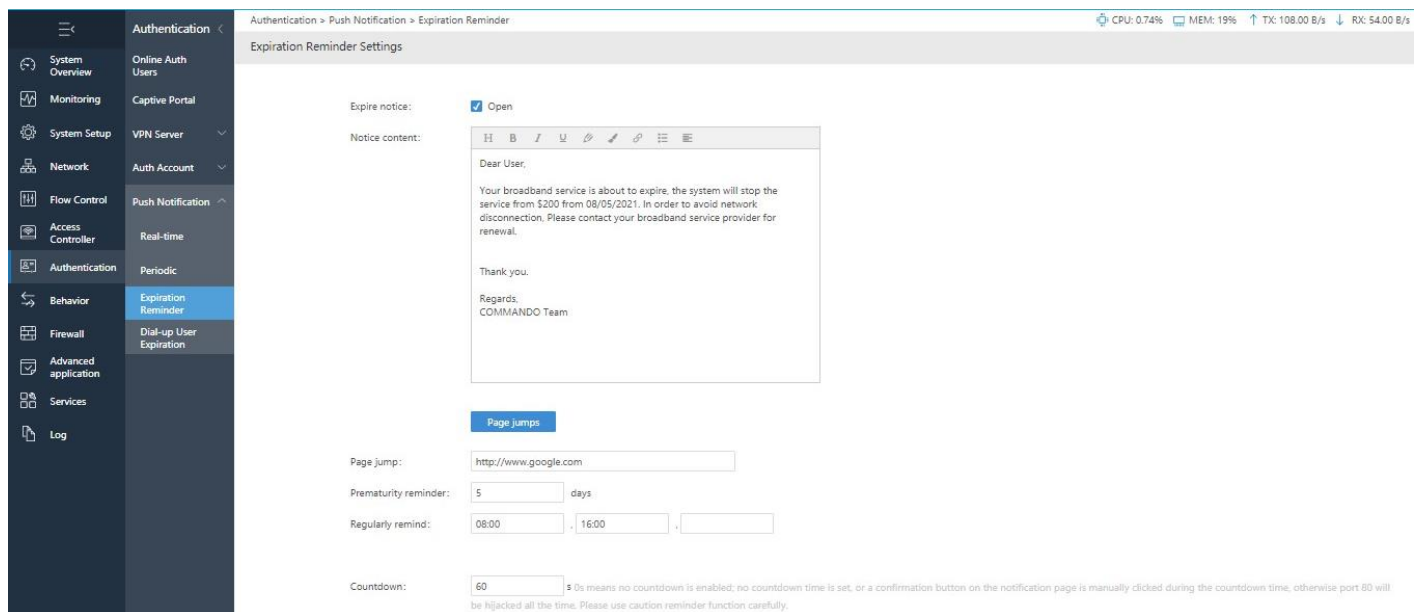 Authentication > Push Notification > Expiration Reminder
CPU: 0.74% MEM: 19% TX: 108.00 B/s RX: 54.00 B/s
System Overview
Monitoring
System Setup
Network
Flow Control
Access Controller
Authentication
Behavior
Firewall
Advanced application
Services
Log
Authentication
Online Auth Users
Captive Portal
VPN Server
Auth Account
Push Notification
Real-time
Periodic
Expiration Reminder
Dial-up User Expiration
Expiration Reminder Settings
Expire notice: Open
Notice content:
H B I U
Dear User,
Your broadband service is about to expire, the system will stop the
service from $200 from 08/05/2021. In order to avoid network
disconnection, Please contact your broadband service provider for
renewal.
Thank you.
Regards,
COMMANDO Team
Page jumps
Page jump: http://www.google.com
Prematurity reminder: 5 days
Regularly remind: 08:00 , 16:00 ,
Countdown: 60 s 0s means no countdown is enabled; no countdown time is set, or a confirmation button on the notification page is manually clicked during the countdown time, otherwise port 80 will
be hijacked all the time. Please use caution reminder function carefully.